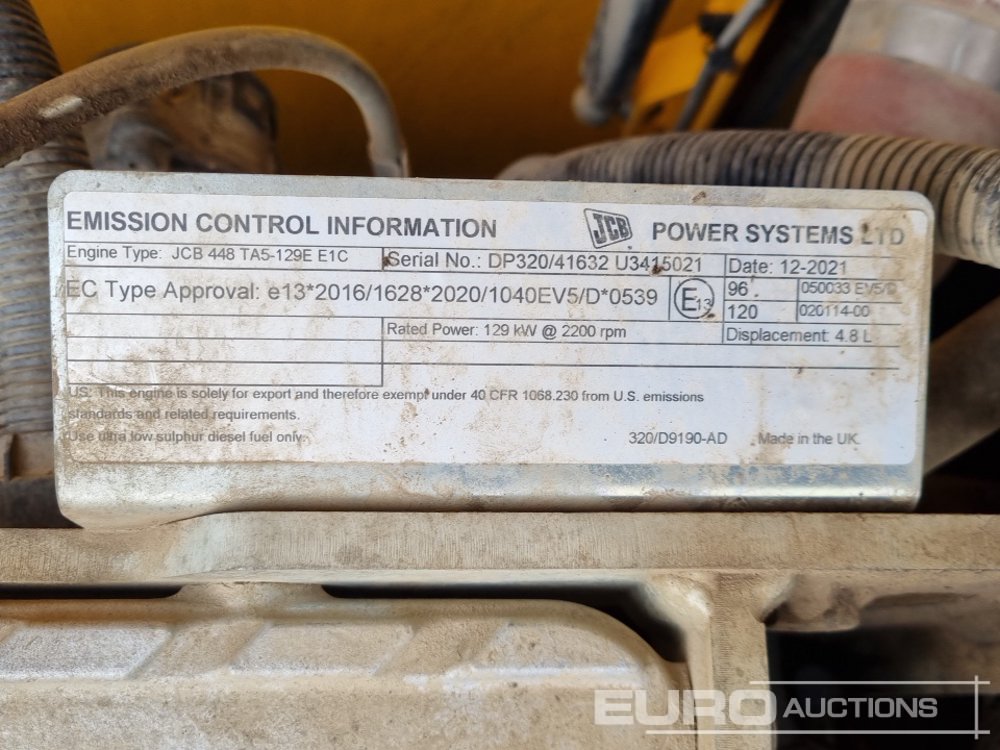 EMISSION CONTROL INFORMATION JCB POWER SYSTEMS LTD
Engine Type: JCB 448 TA5-129E E1C Serial No.: DP320/41632 U3415021 Date: 12-2021
EC Type Approval: e13*2016/1628*2020/1040EV5/D*0539 E13 96 050033 EV5/D
120 020114-00
Rated Power: 129 kW @ 2200 rpm Displacement: 4.8 L
US: This engine is solely for export and therefore exempt under 40 CFR 1068.230 from U.S. emissions
standards and related requirements.
Use ultra low sulphur diesel fuel only. 320/D9190-AD Made in the UK.
EURO AUCTIONS